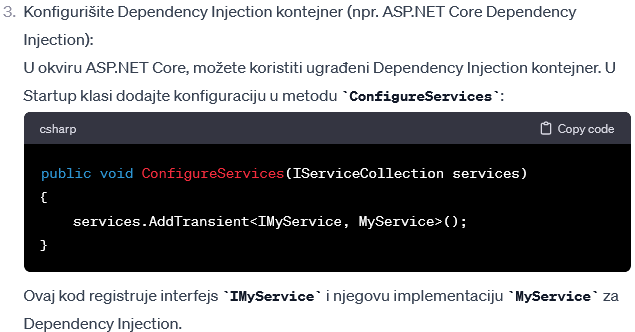 3. Konfigurišite Dependency Injection kontejner (npr. ASP.NET Core Dependency
Injection):
U okviru ASP.NET Core, možete koristiti ugrađeni Dependency Injection kontejner. U
Startup klasi dodajte konfiguraciju u metodu `ConfigureServices`:
csharp Copy code
public void ConfigureServices(IServiceCollection services)
{
    services.AddTransient<IMyService, MyService>();
}
Ovaj kod registruje interfejs `IMyService` i njegovu implementaciju `MyService` za
Dependency Injection.